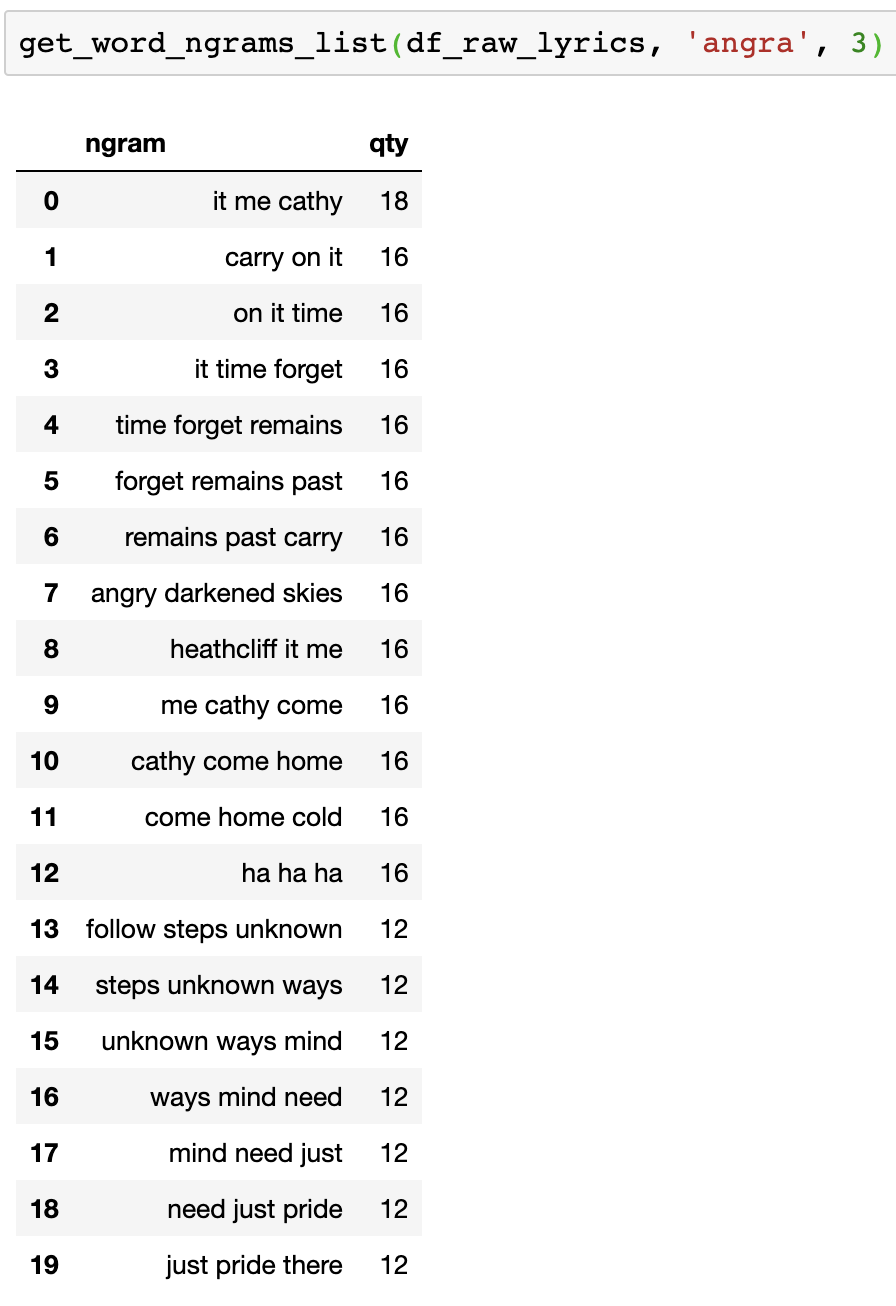 get_word_ngrams_list(df_raw_lyrics, 'angra', 3)
ngram qty
0 it me cathy 18
1 carry on it 16
2 on it time 16
3 it time forget 16
4 time forget remains 16
5 forget remains past 16
6 remains past carry 16
7 angry darkened skies 16
8 heathcliff it me 16
9 me cathy come 16
10 cathy come home 16
11 come home cold 16
12 ha ha ha 16
13 follow steps unknown 12
14 steps unknown ways 12
15 unknown ways mind 12
16 ways mind need 12
17 mind need just 12
18 need just pride 12
19 just pride there 12